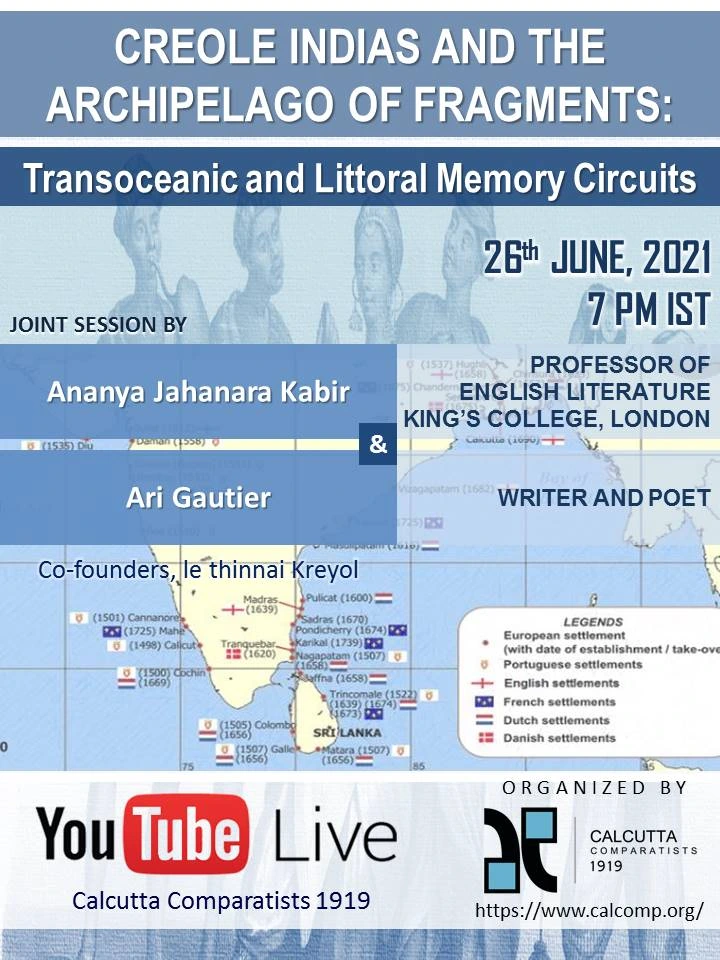 CREOLE INDIAS AND THE
ARCHIPELAGO OF FRAGMENTS:
Transoceanic and Littoral Memory Circuits
26th JUNE, 2021
7 PM IST
JOINT SESSION BY
Ananya Jahanara Kabir
PROFESSOR OF
ENGLISH LITERATURE
KING'S COLLEGE, LONDON
&
Ari Gautier
WRITER AND POET
Co-founders, le thinnai Kreyol
(1537) Hughli
(1658)
(1535) Diu
Daman (1558)
Calcutta (1690)
Vizagapatam (1682)
Masulipatam (1616)
Madras
(1639)
Pulicat (1600)
Sadras (1670)
Pondicherry (1674)
Karikal (1739)
Nagapatam (1507)
(1658)
Jaffna (1658)
Tranquebar
(1620)
(1501) Cannanore
(1725) Mahe
(1498) Calicut
(1500) Cochin
(1669)
Trincomale (1522)
(1639) (1674)
(1673)
(1505) Colombo
(1656)
SRI LANKA
(1507) Galle
(1656)
Matara (1507)
(1656)
LEGENDS
European settlement
(with date of establishment / take-ove
Portuguese settlements
English settlements
French settlements
Dutch settlements
Danish settlements
0
85
95
YouTube Live
Calcutta Comparatists 1919
ORGANIZED BY
CALCUTTA
COMPARATISTS
1919
https://www.calcomp.org/